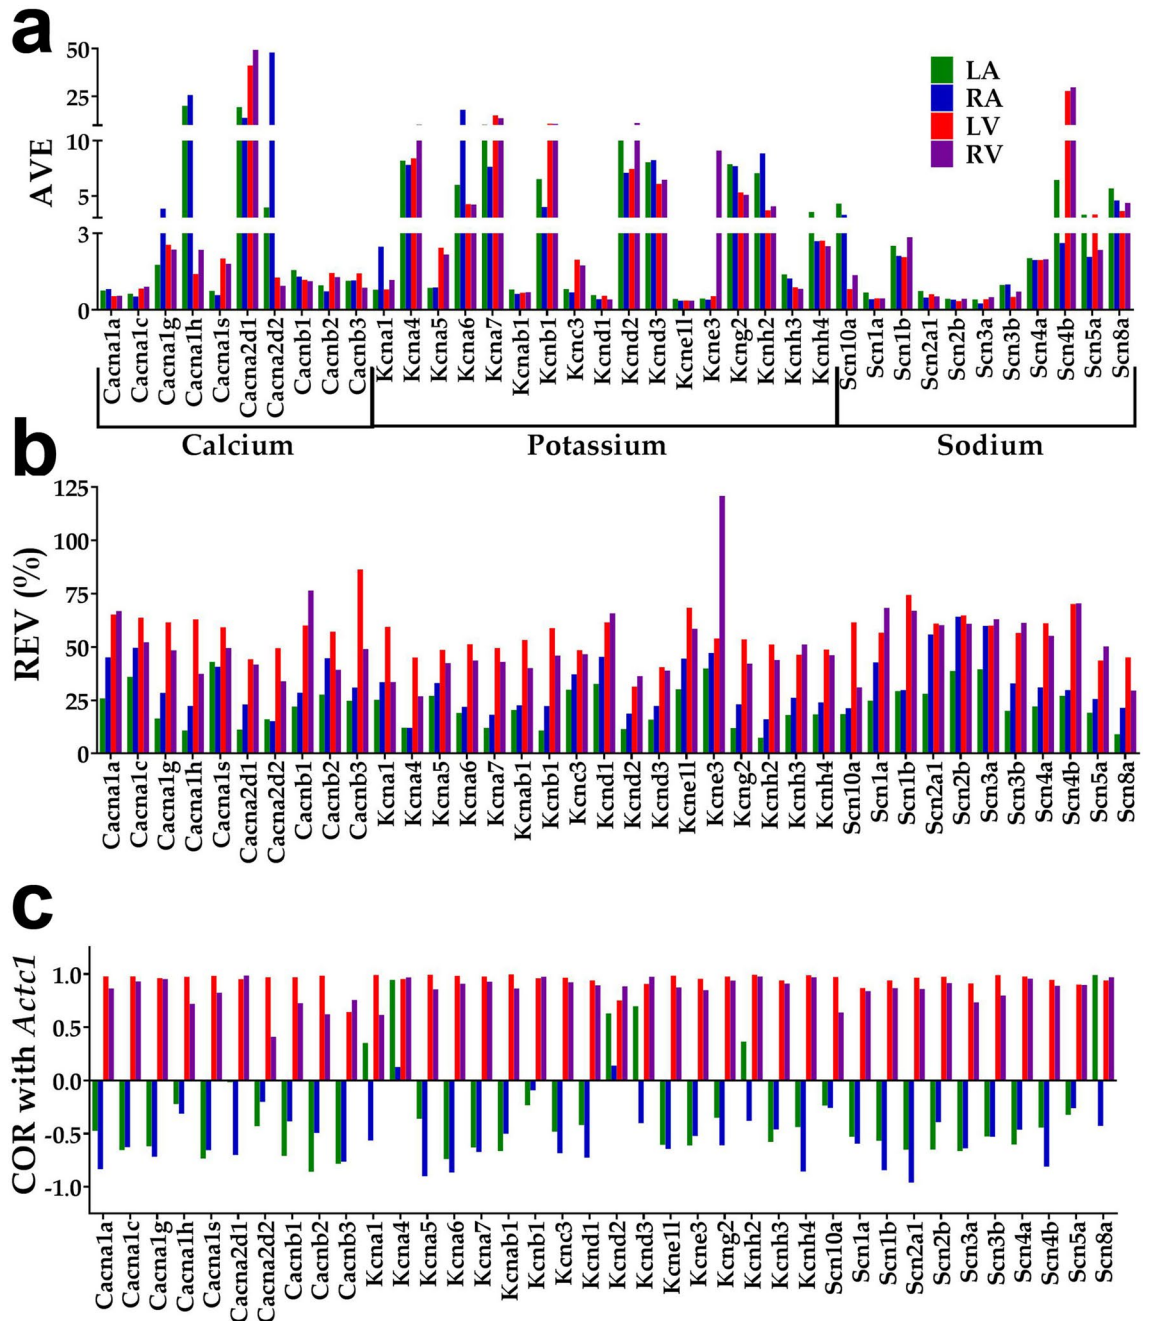 a
AVE
50
25
10
5
3
0
LA
RA
LV
RV
Cacna1a Cacna1c Cacna1g Cacna1h Cacna1s Cacna2d1 Cacna2d2 Cacnb1 Cacnb2 Cacnb3 Kcna1 Kcna4 Kcna5 Kcna6 Kcna7 Kcnab1 Kcnb1 Kcnc3 Kcnd1 Kcnd2 Kcnd3 Kcne1l Kcne3 Kcng2 Kcnh2 Kcnh3 Kcnh4 Scn10a Scn1a Scn1b Scn2a1 Scn2b Scn3a Scn3b Scn4a Scn4b Scn5a Scn8a
Calcium Potassium Sodium
b
REV (%)
125
100
75
50
25
0
Cacna1a Cacna1c Cacna1g Cacna1h Cacna1s Cacna2d1 Cacna2d2 Cacnb1 Cacnb2 Cacnb3 Kcna1 Kcna4 Kcna5 Kcna6 Kcna7 Kcnab1 Kcnb1 Kcnc3 Kcnd1 Kcnd2 Kcnd3 Kcne1l Kcne3 Kcng2 Kcnh2 Kcnh3 Kcnh4 Scn10a Scn1a Scn1b Scn2a1 Scn2b Scn3a Scn3b Scn4a Scn4b Scn5a Scn8a
c
COR with Actc1
1.0
0.5
0.0
-0.5
-1.0
Cacna1a Cacna1c Cacna1g Cacna1h Cacna1s Cacna2d1 Cacna2d2 Cacnb1 Cacnb2 Cacnb3 Kcna1 Kcna4 Kcna5 Kcna6 Kcna7 Kcnab1 Kcnb1 Kcnc3 Kcnd1 Kcnd2 Kcnd3 Kcne1l Kcne3 Kcng2 Kcnh2 Kcnh3 Kcnh4 Scn10a Scn1a Scn1b Scn2a1 Scn2b Scn3a Scn3b Scn4a Scn4b Scn5a Scn8a